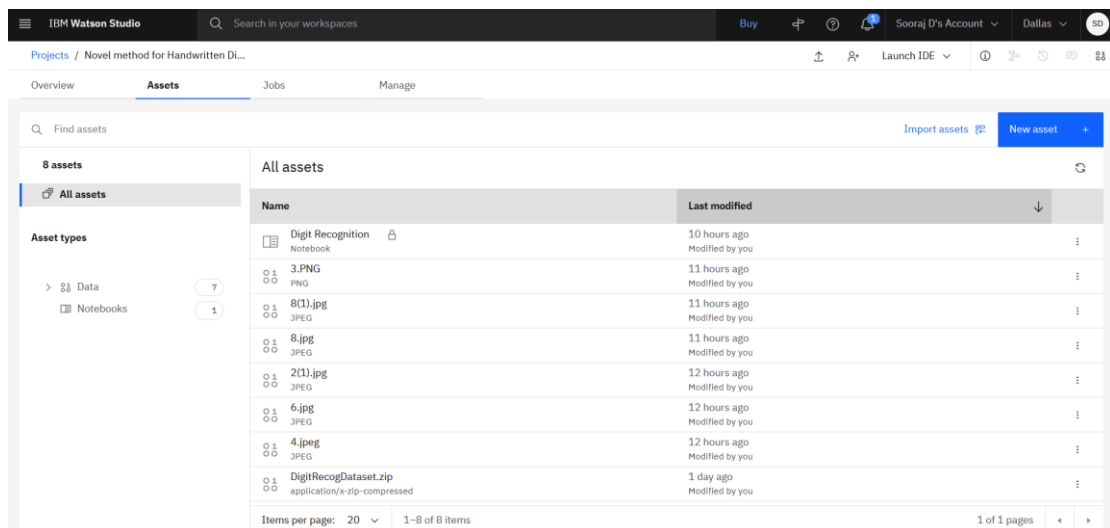 IBM Watson Studio
Search in your workspaces
Buy
1
Sooraj D's Account
Dallas
SD
Projects / Novel method for Handwritten Di...
Launch IDE
Overview
Assets
Jobs
Manage
Find assets
Import assets
New asset +
8 assets
All assets
Asset types
Data 7
Notebooks 1
All assets
Name Last modified
Digit Recognition 10 hours ago
Notebook Modified by you
3.PNG 11 hours ago
PNG Modified by you
8(1).jpg 11 hours ago
JPEG Modified by you
8.jpg 11 hours ago
JPEG Modified by you
2(1).jpg 12 hours ago
JPEG Modified by you
6.jpg 12 hours ago
JPEG Modified by you
4.jpeg 12 hours ago
JPEG Modified by you
DigitRecogDataset.zip 1 day ago
application/x-zip-compressed Modified by you
Items per page: 20 1–8 of 8 items 1 of 1 pages